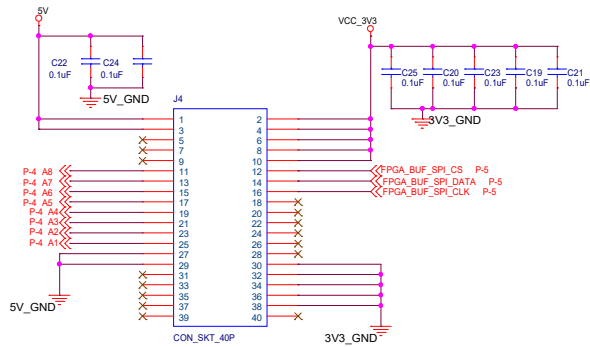 5V
VCC_3V3
C22
0.1uF
C24
0.1uF
5V_GND
C25
0.1uF
C20
0.1uF
C23
0.1uF
C19
0.1uF
C21
0.1uF
3V3_GND
J4
1 2
3 4
5 6
7 8
9 10
P-4 A8 11 12 FPGA_BUF_SPI_CS P-5
P-4 A7 13 14 FPGA_BUF_SPI_DATA P-5
P-4 A6 15 16 FPGA_BUF_SPI_CLK P-5
P-4 A5 17 18
P-4 A4 19 20
P-4 A3 21 22
P-4 A2 23 24
P-4 A1 25 26
27 28
29 30
31 32
33 34
35 36
37 38
39 40
5V_GND
3V3_GND
CON_SKT_40P